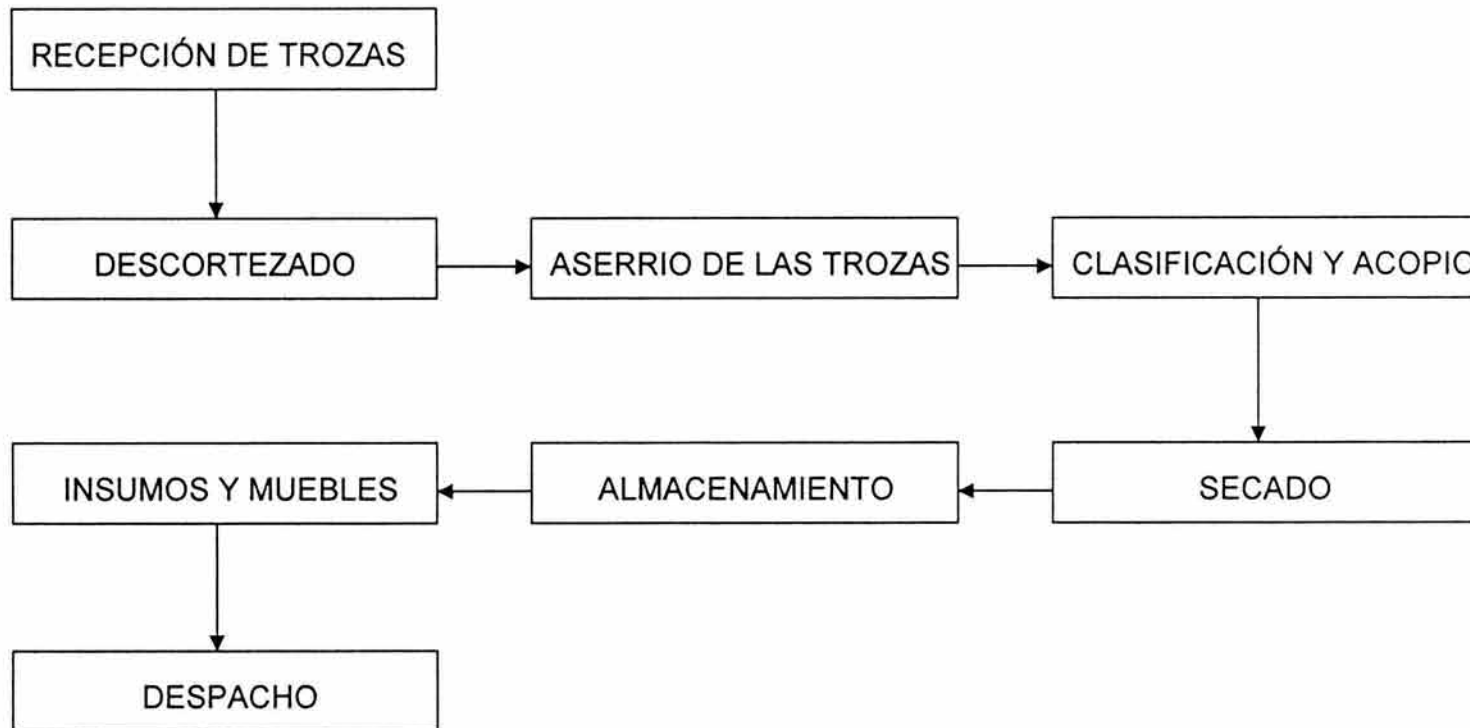 RECEPCIÓN DE TROZAS
DESCORTEZADO
ASERRIO DE LAS TROZAS
CLASIFICACIÓN Y ACOPIO
SECADO
ALMACENAMIENTO
INSUMOS Y MUEBLES
DESPACHO